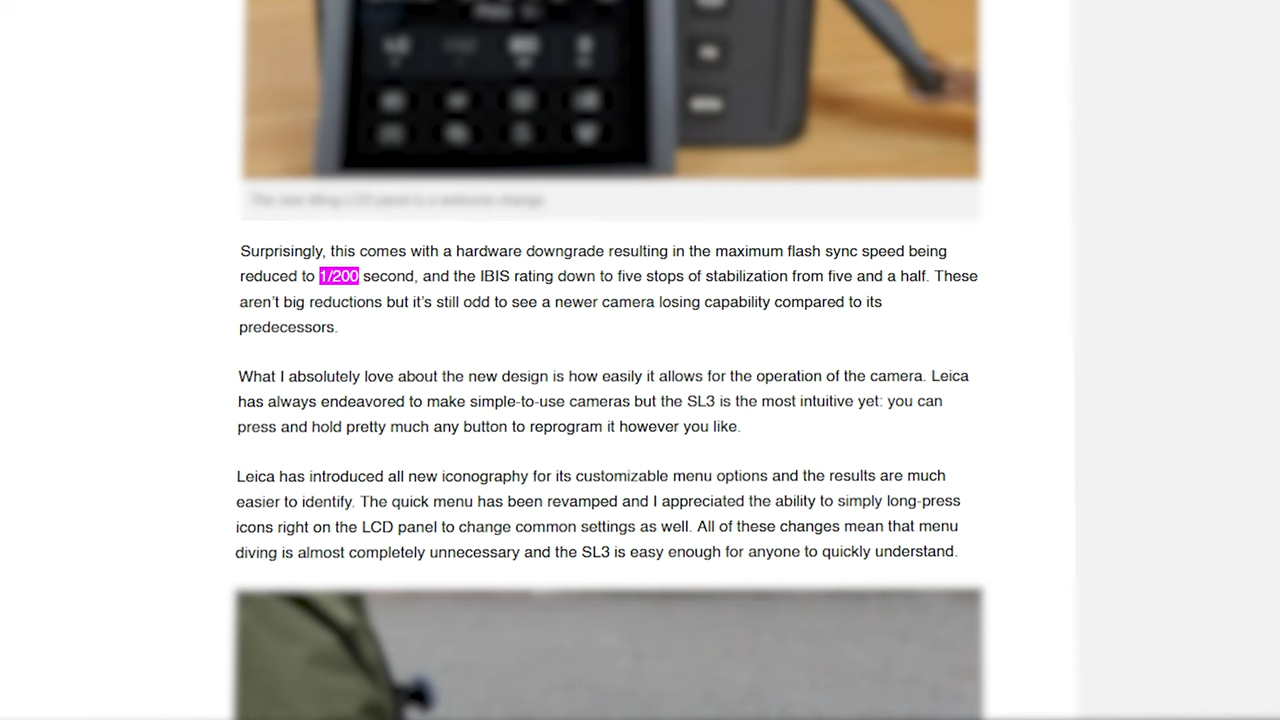 The new tilting LCD panel is a welcome change.
Surprisingly, this comes with a hardware downgrade resulting in the maximum flash sync speed being
reduced to 1/200 second, and the IBIS rating down to five stops of stabilization from five and a half. These
aren’t big reductions but it’s still odd to see a newer camera losing capability compared to its
predecessors.
What I absolutely love about the new design is how easily it allows for the operation of the camera. Leica
has always endeavored to make simple-to-use cameras but the SL3 is the most intuitive yet: you can
press and hold pretty much any button to reprogram it however you like.
Leica has introduced all new iconography for its customizable menu options and the results are much
easier to identify. The quick menu has been revamped and I appreciated the ability to simply long-press
icons right on the LCD panel to change common settings as well. All of these changes mean that menu
diving is almost completely unnecessary and the SL3 is easy enough for anyone to quickly understand.